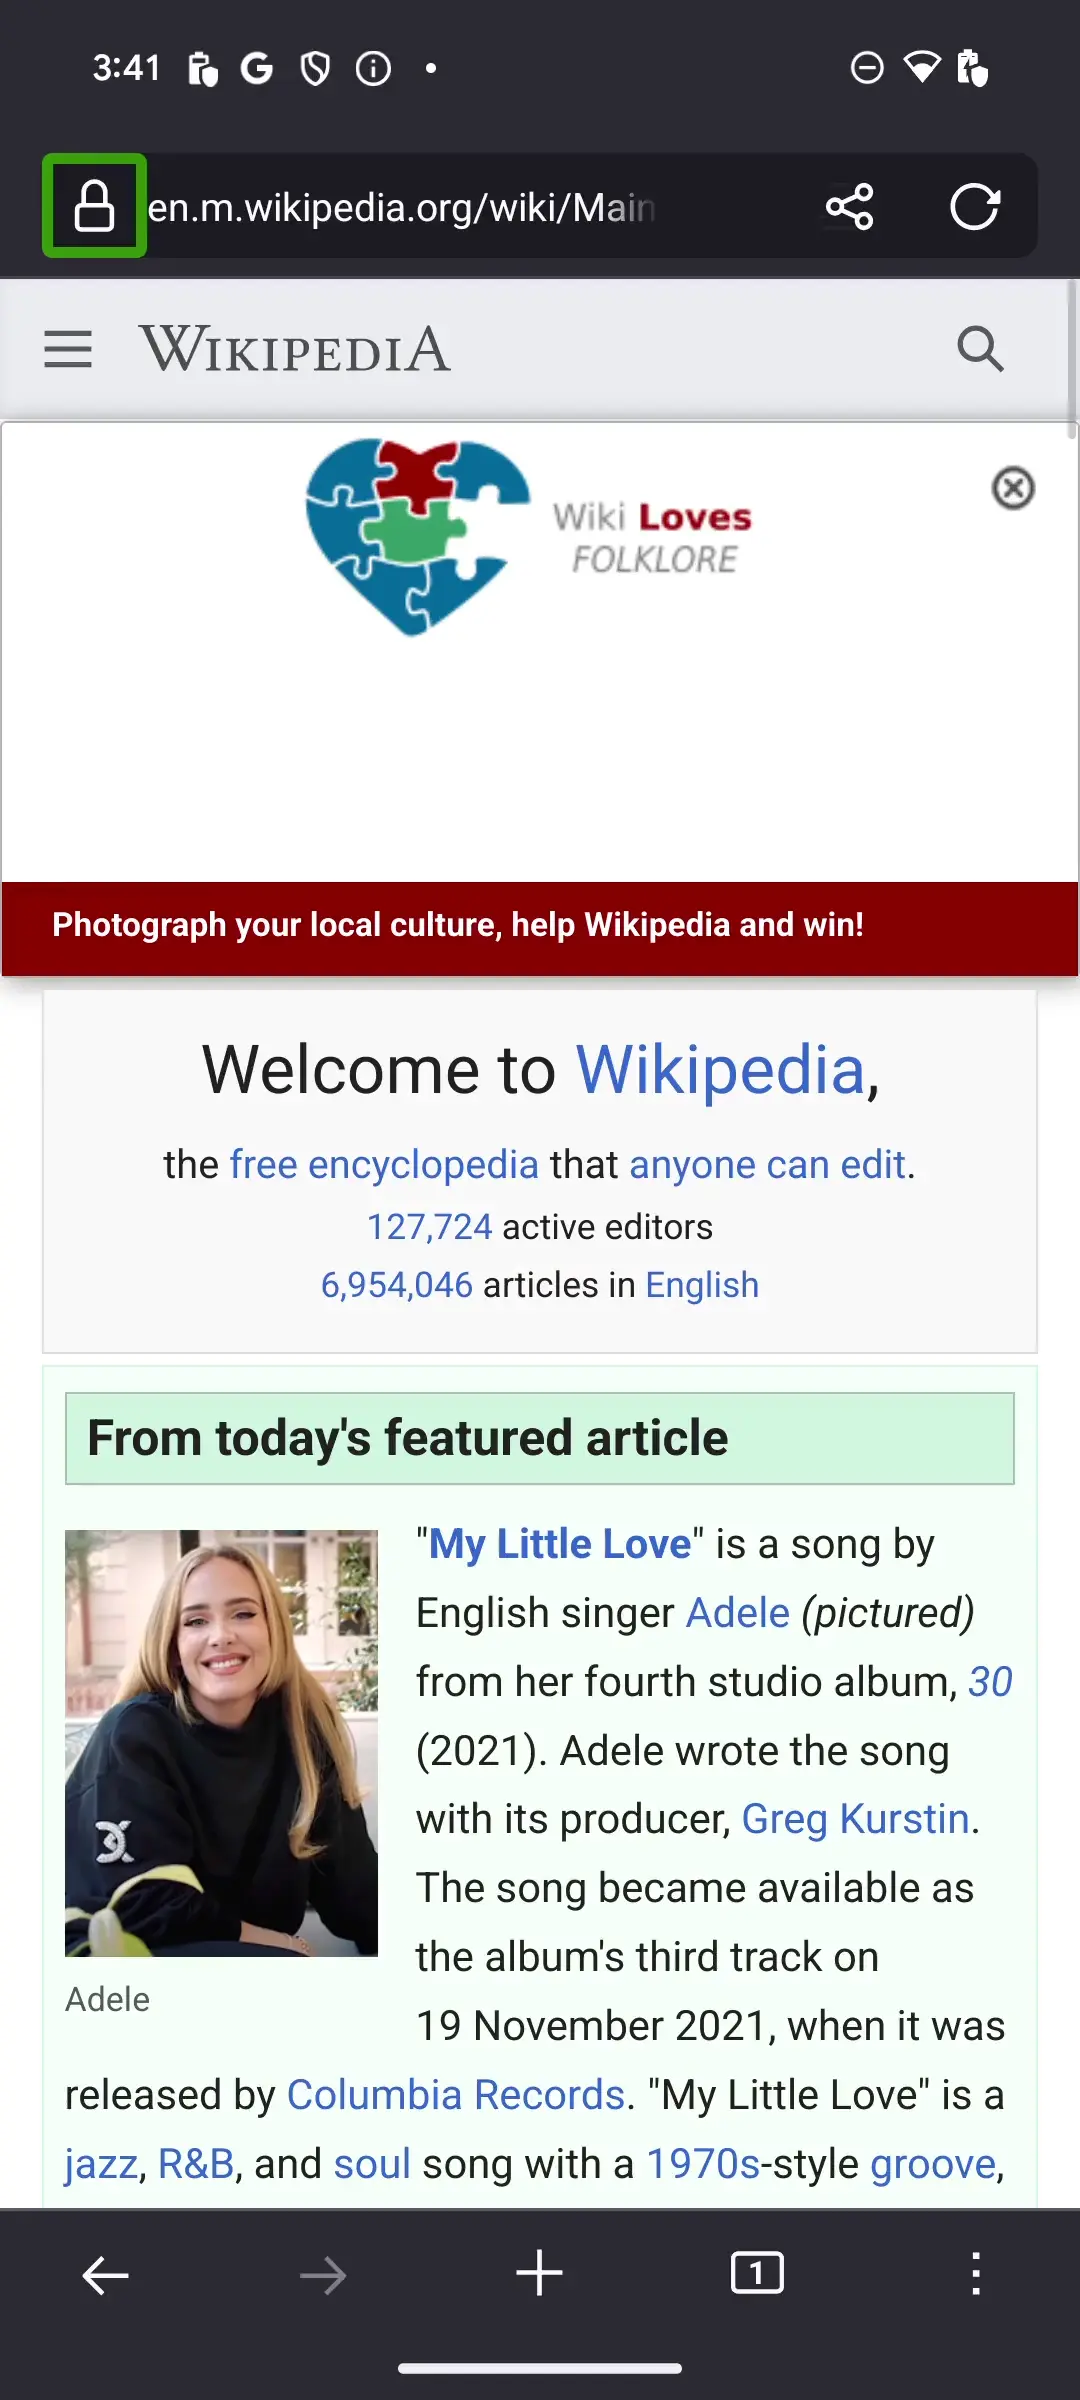 3:41
en.m.wikipedia.org/wiki/Main
WIKIPEDIA
Wiki Loves
FOLKLORE
Photograph your local culture, help Wikipedia and win!
Welcome to Wikipedia,
the free encyclopedia that anyone can edit.
127,724 active editors
6,954,046 articles in English
From today's featured article
"My Little Love" is a song by
English singer Adele (pictured)
from her fourth studio album, 30
(2021). Adele wrote the song
with its producer, Greg Kurstin.
The song became available as
the album's third track on
19 November 2021, when it was
released by Columbia Records. "My Little Love" is a
jazz, R&B, and soul song with a 1970s-style groove,
Adele
1